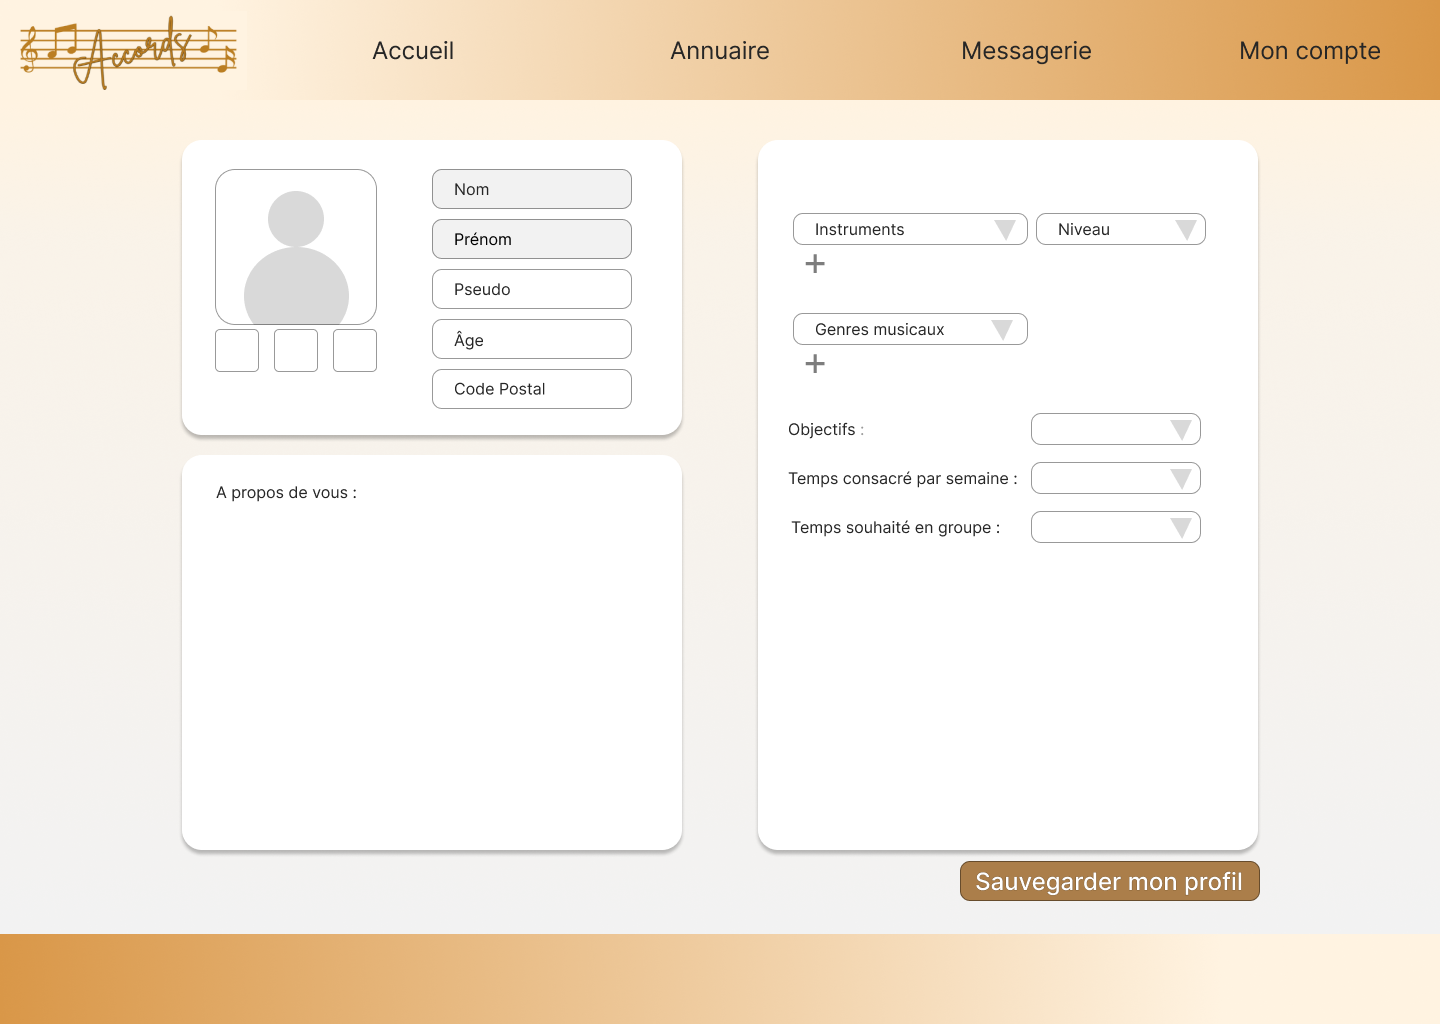 Accords
Accueil
Annuaire
Messagerie
Mon compte
Nom
Prénom
Pseudo
Âge
Code Postal
A propos de vous :
Instruments
Niveau
+
Genres musicaux
+
Objectifs :
Temps consacré par semaine :
Temps souhaité en groupe :
Sauvegarder mon profil